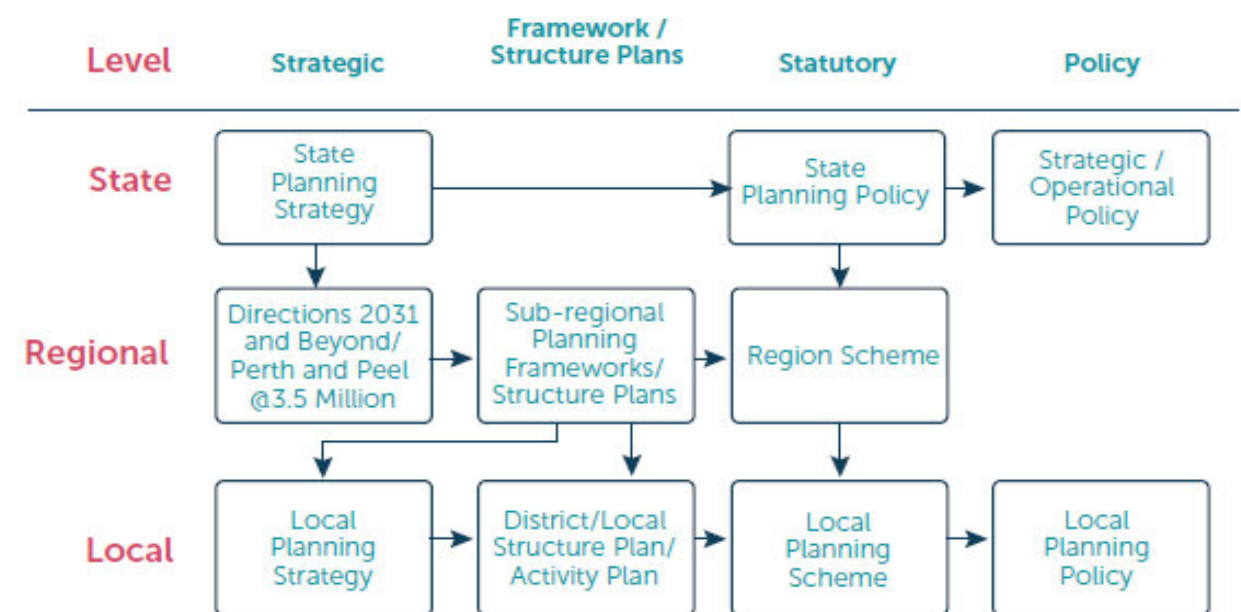 Level
Strategic
Framework /
Structure Plans
Statutory
Policy
State
State
Planning
Strategy
State
Planning Policy
Strategic /
Operational
Policy
Regional
Directions 2031
and Beyond/
Perth and Peel
@3.5 Million
Sub-regional
Planning
Frameworks/
Structure Plans
Region Scheme
Local
Local
Planning
Strategy
District/Local
Structure Plan/
Activity Plan
Local
Planning
Scheme
Local
Planning
Policy